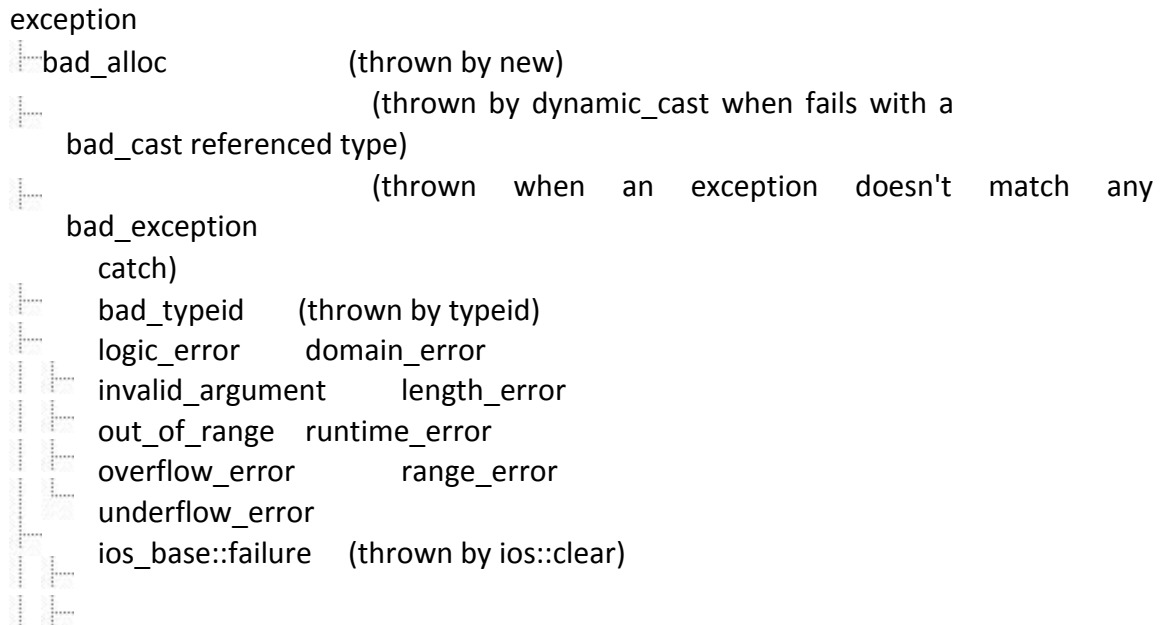 exception
bad_alloc (thrown by new)
(thrown by dynamic_cast when fails with a
bad_cast referenced type)
(thrown when an exception doesn't match any
bad_exception
catch)
bad_typeid (thrown by typeid)
logic_error domain_error
invalid_argument length_error
out_of_range runtime_error
overflow_error range_error
underflow_error
ios_base::failure (thrown by ios::clear)